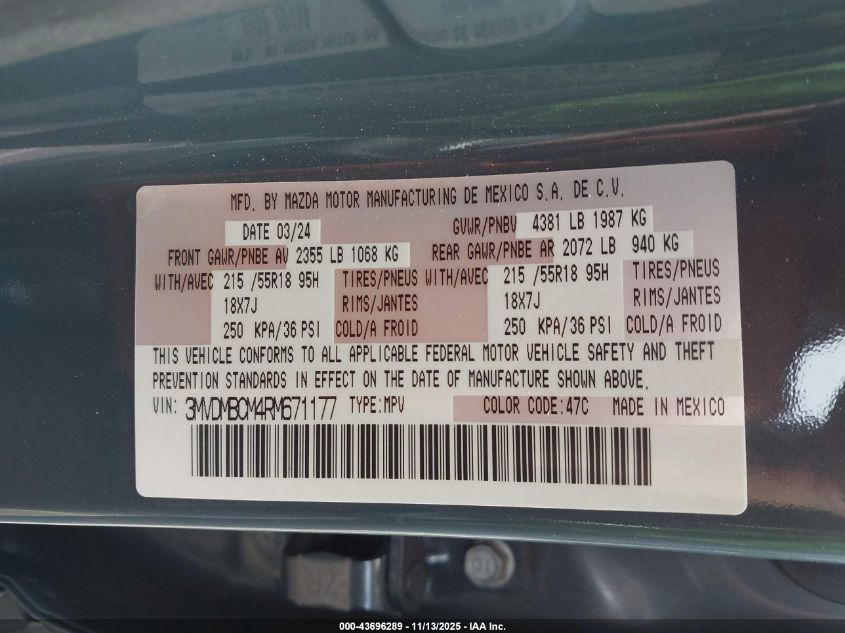 MFD. BY MAZDA MOTOR MANUFACTURING DE MEXICO S.A. DE C.V.
DATE 03/24 GVWR/PNBV 4381 LB 1987 KG
FRONT GAWR/PNBE AV 2355 LB 1068 KG REAR GAWR/PNBE AR 2072 LB 940 KG
WITH/AVEC 215 /55R18 95H TIRES/PNEUS WITH/AVEC 215 /55R18 95H TIRES/PNEUS
18X7J RIMS/JANTES 18X7J RIMS/JANTES
250 KPA/36 PSI COLD/A FROID 250 KPA/36 PSI COLD/A FROID
THIS VEHICLE CONFORMS TO ALL APPLICABLE FEDERAL MOTOR VEHICLE SAFETY AND THEFT
PREVENTION STANDARDS IN EFFECT ON THE DATE OF MANUFACTURE SHOWN ABOVE.
VIN: 3MVDMBCM4RM671177 TYPE:MPV COLOR CODE:47C MADE IN MEXICO
000-43696289 - 11/13/2025 - IAA Inc.